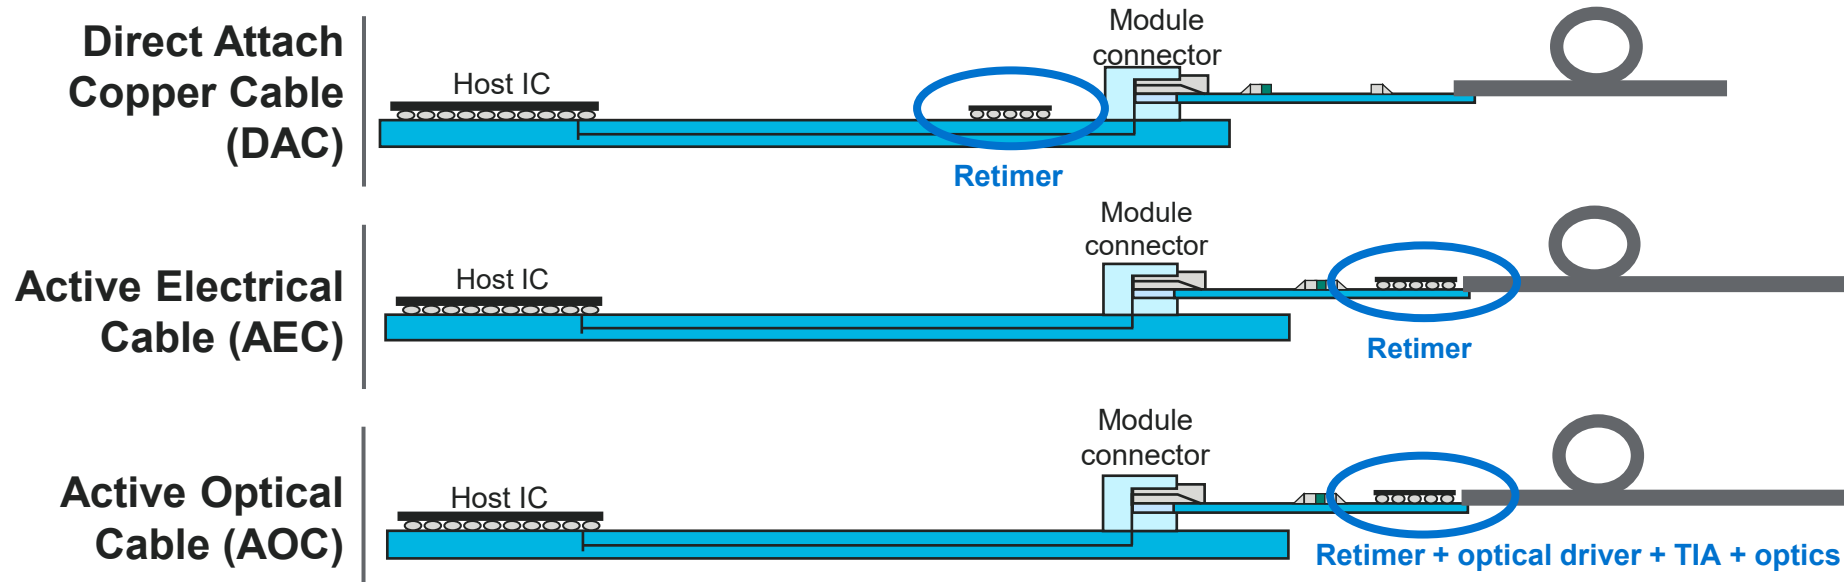 Direct Attach
Copper Cable
(DAC)
Host IC
Module
connector
Retimer
Active Electrical
Cable (AEC)
Host IC
Module
connector
Retimer
Active Optical
Cable (AOC)
Host IC
Module
connector
Retimer + optical driver + TIA + optics